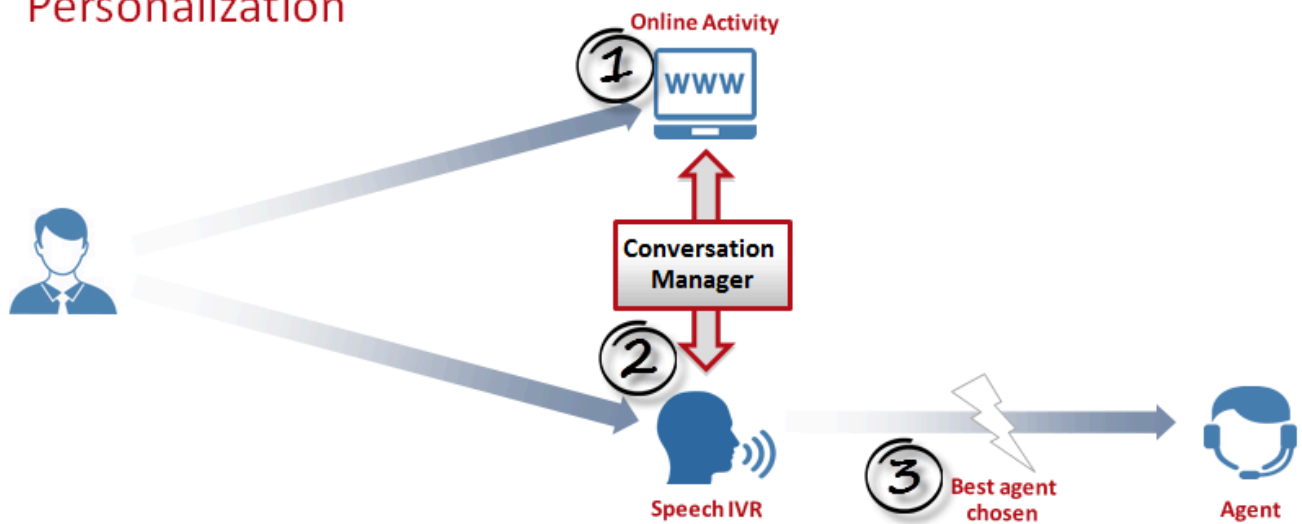 Personalization
Online Activity
1
WWW
Conversation
Manager
2
3
Best agent
chosen
Speech IVR
Agent